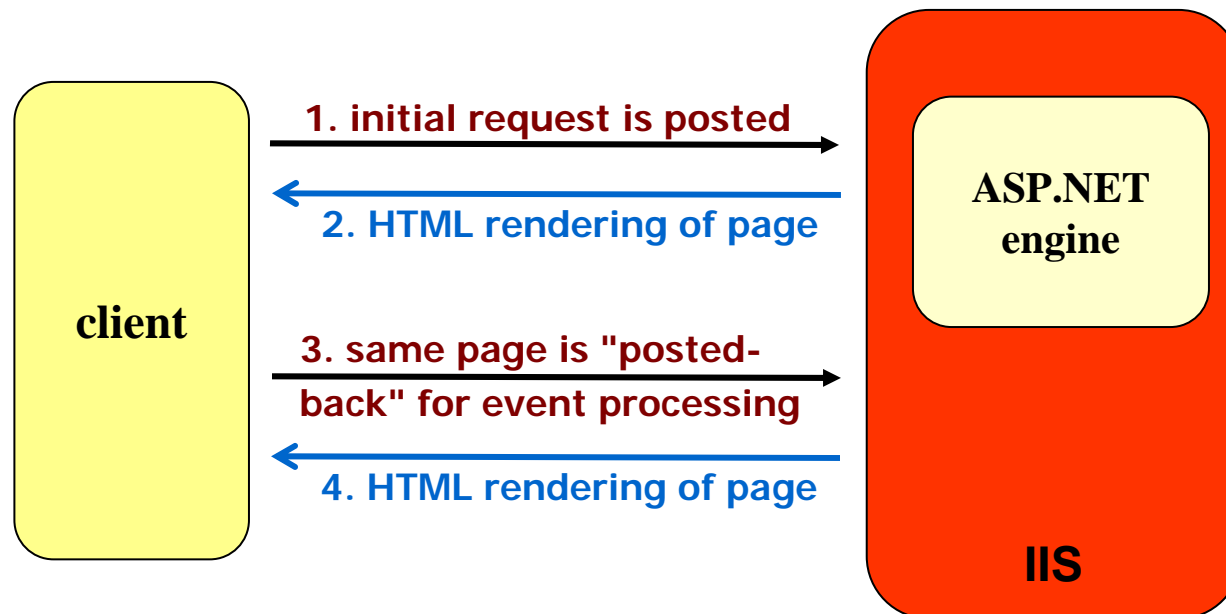 client
1. initial request is posted
2. HTML rendering of page
3. same page is "posted-
back" for event processing
4. HTML rendering of page
ASP.NET
engine
IIS